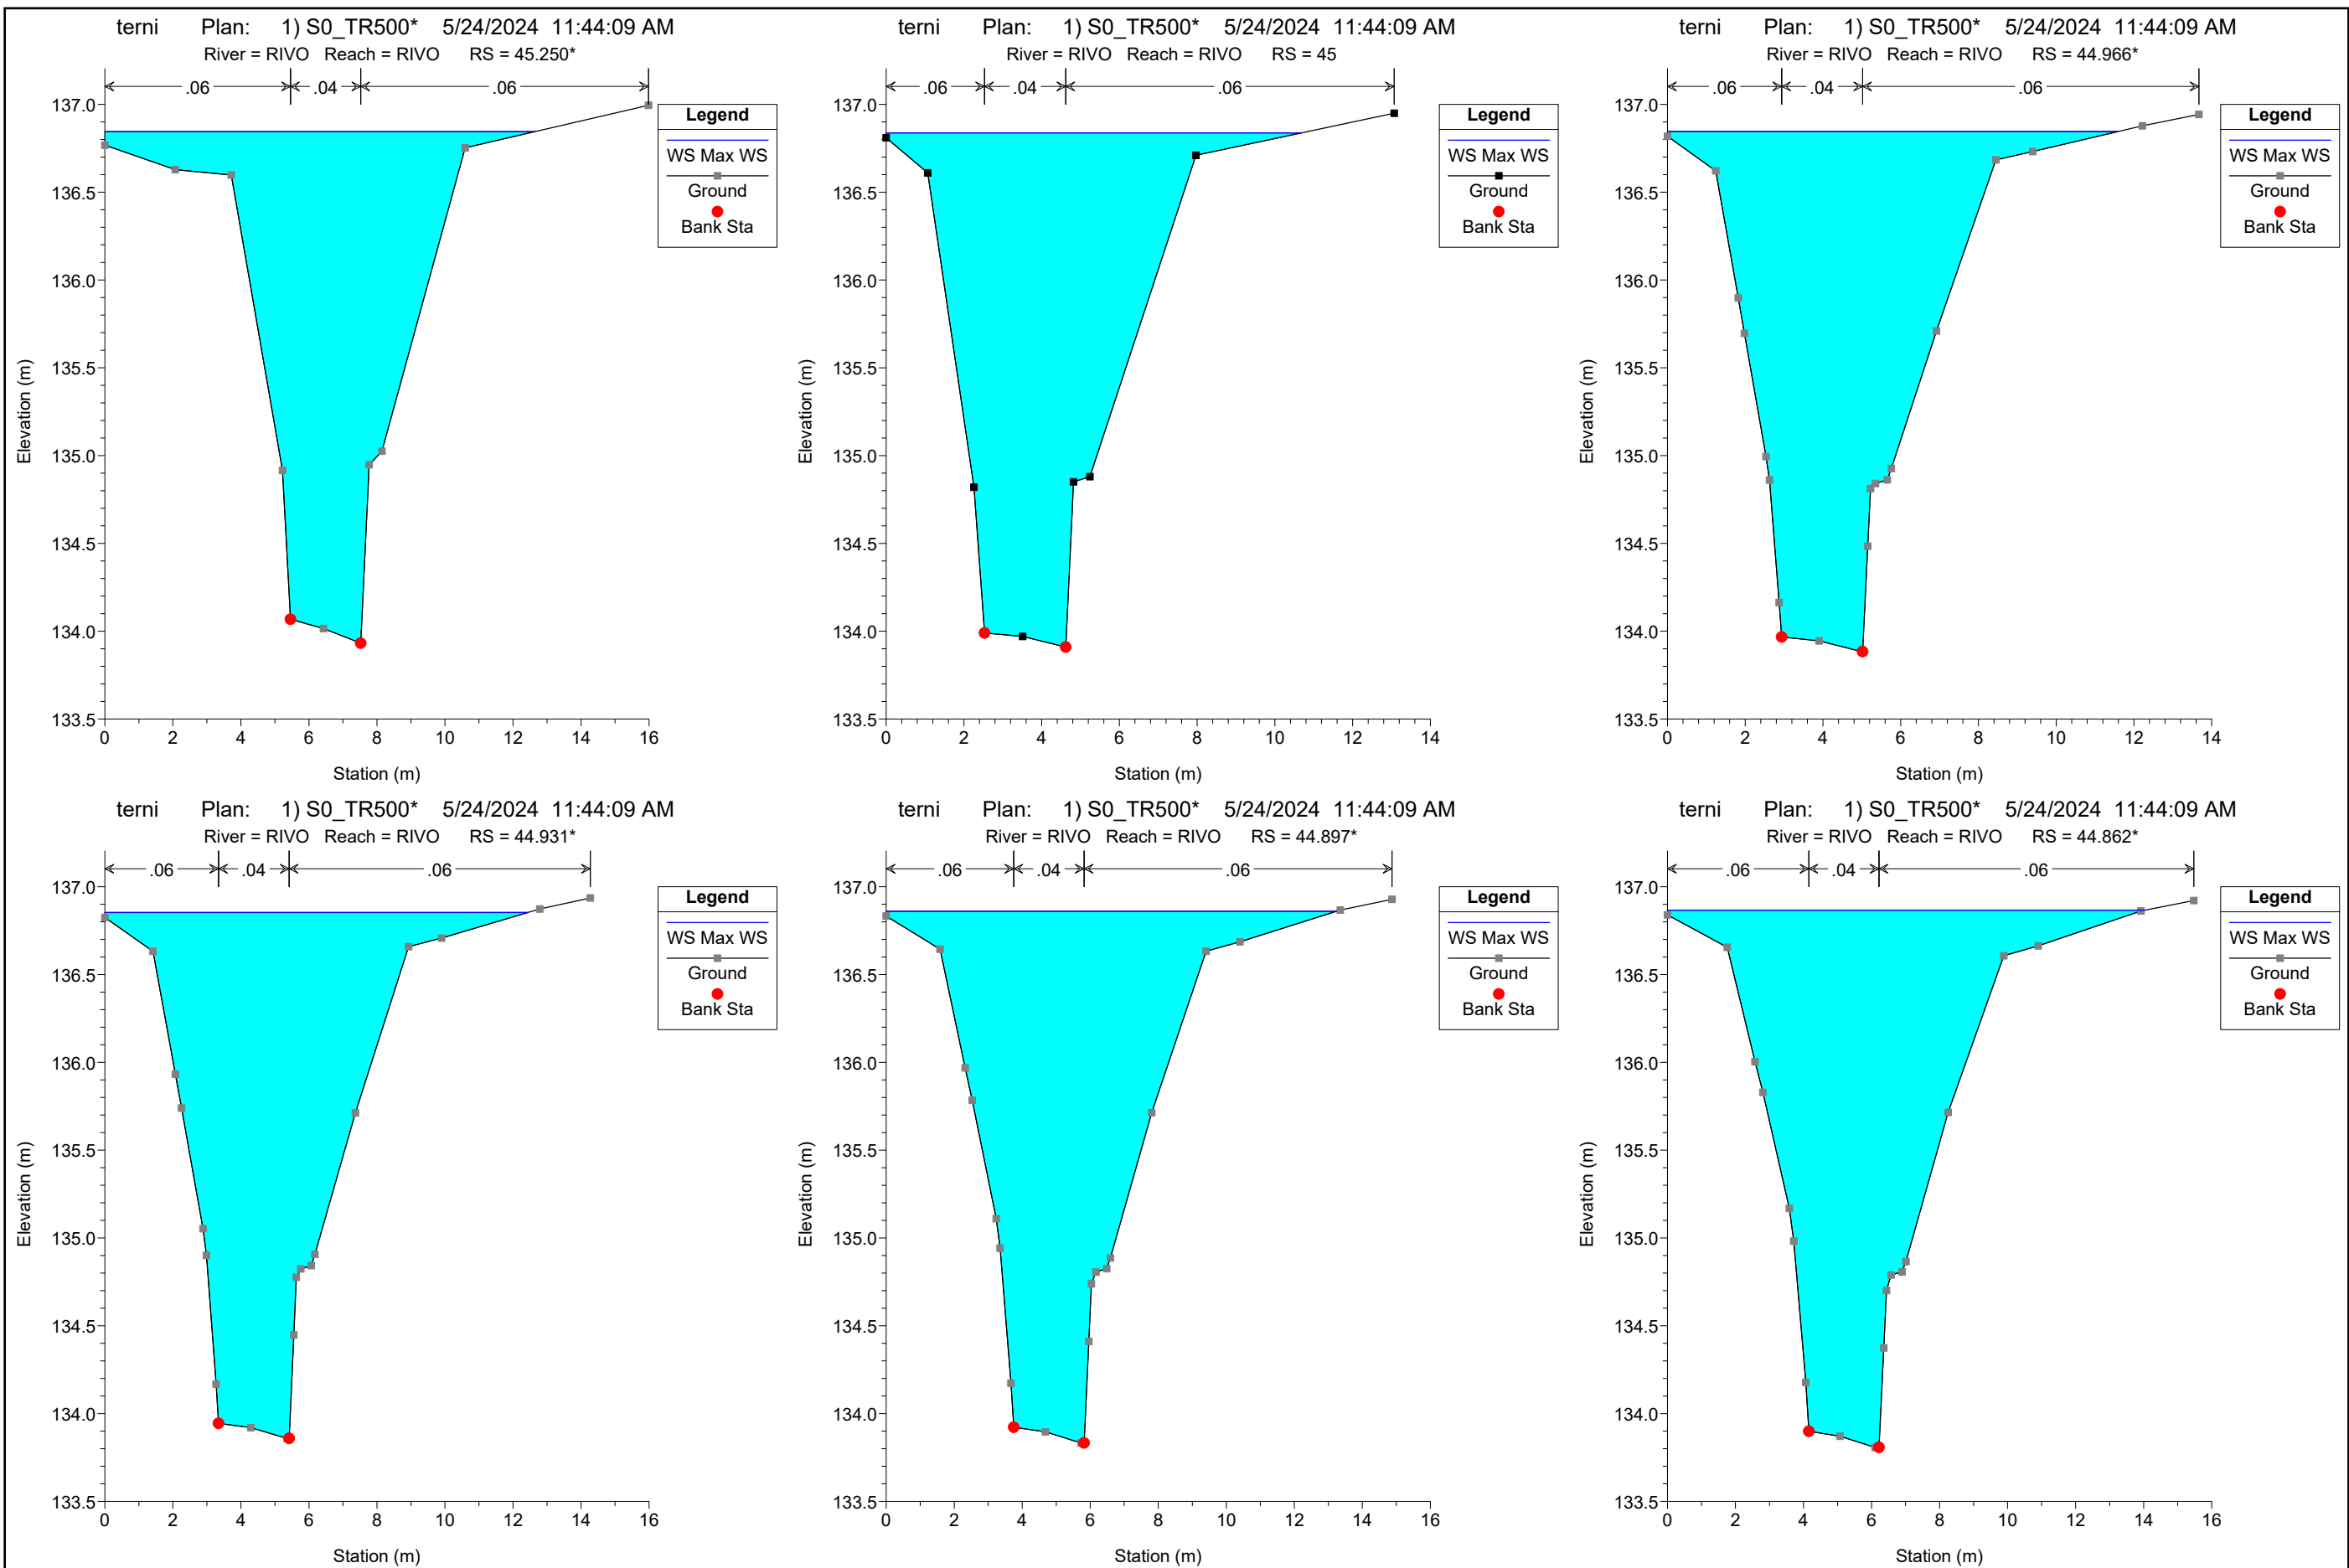 terni Plan: 1) S0_TR500* 5/24/2024 11:44:09 AM
River = RIVO Reach = RIVO RS = 45.250*
.06 .04 .06
137.0
136.5
136.0
135.5
135.0
134.5
134.0
133.5
0 2 4 6 8 10 12 14 16
Station (m)
Elevation (m)
Legend
WS Max WS
Ground
Bank Sta
terni Plan: 1) S0_TR500* 5/24/2024 11:44:09 AM
River = RIVO Reach = RIVO RS = 45
.06 .04 .06
137.0
136.5
136.0
135.5
135.0
134.5
134.0
133.5
0 2 4 6 8 10 12 14
Station (m)
Elevation (m)
Legend
WS Max WS
Ground
Bank Sta
terni Plan: 1) S0_TR500* 5/24/2024 11:44:09 AM
River = RIVO Reach = RIVO RS = 44.966*
.06 .04 .06
137.0
136.5
136.0
135.5
135.0
134.5
134.0
133.5
0 2 4 6 8 10 12 14
Station (m)
Elevation (m)
Legend
WS Max WS
Ground
Bank Sta
terni Plan: 1) S0_TR500* 5/24/2024 11:44:09 AM
River = RIVO Reach = RIVO RS = 44.931*
.06 .04 .06
137.0
136.5
136.0
135.5
135.0
134.5
134.0
133.5
0 2 4 6 8 10 12 14 16
Station (m)
Elevation (m)
Legend
WS Max WS
Ground
Bank Sta
terni Plan: 1) S0_TR500* 5/24/2024 11:44:09 AM
River = RIVO Reach = RIVO RS = 44.897*
.06 .04 .06
137.0
136.5
136.0
135.5
135.0
134.5
134.0
133.5
0 2 4 6 8 10 12 14 16
Station (m)
Elevation (m)
Legend
WS Max WS
Ground
Bank Sta
terni Plan: 1) S0_TR500* 5/24/2024 11:44:09 AM
River = RIVO Reach = RIVO RS = 44.862*
.06 .04 .06
137.0
136.5
136.0
135.5
135.0
134.5
134.0
133.5
0 2 4 6 8 10 12 14 16
Station (m)
Elevation (m)
Legend
WS Max WS
Ground
Bank Sta